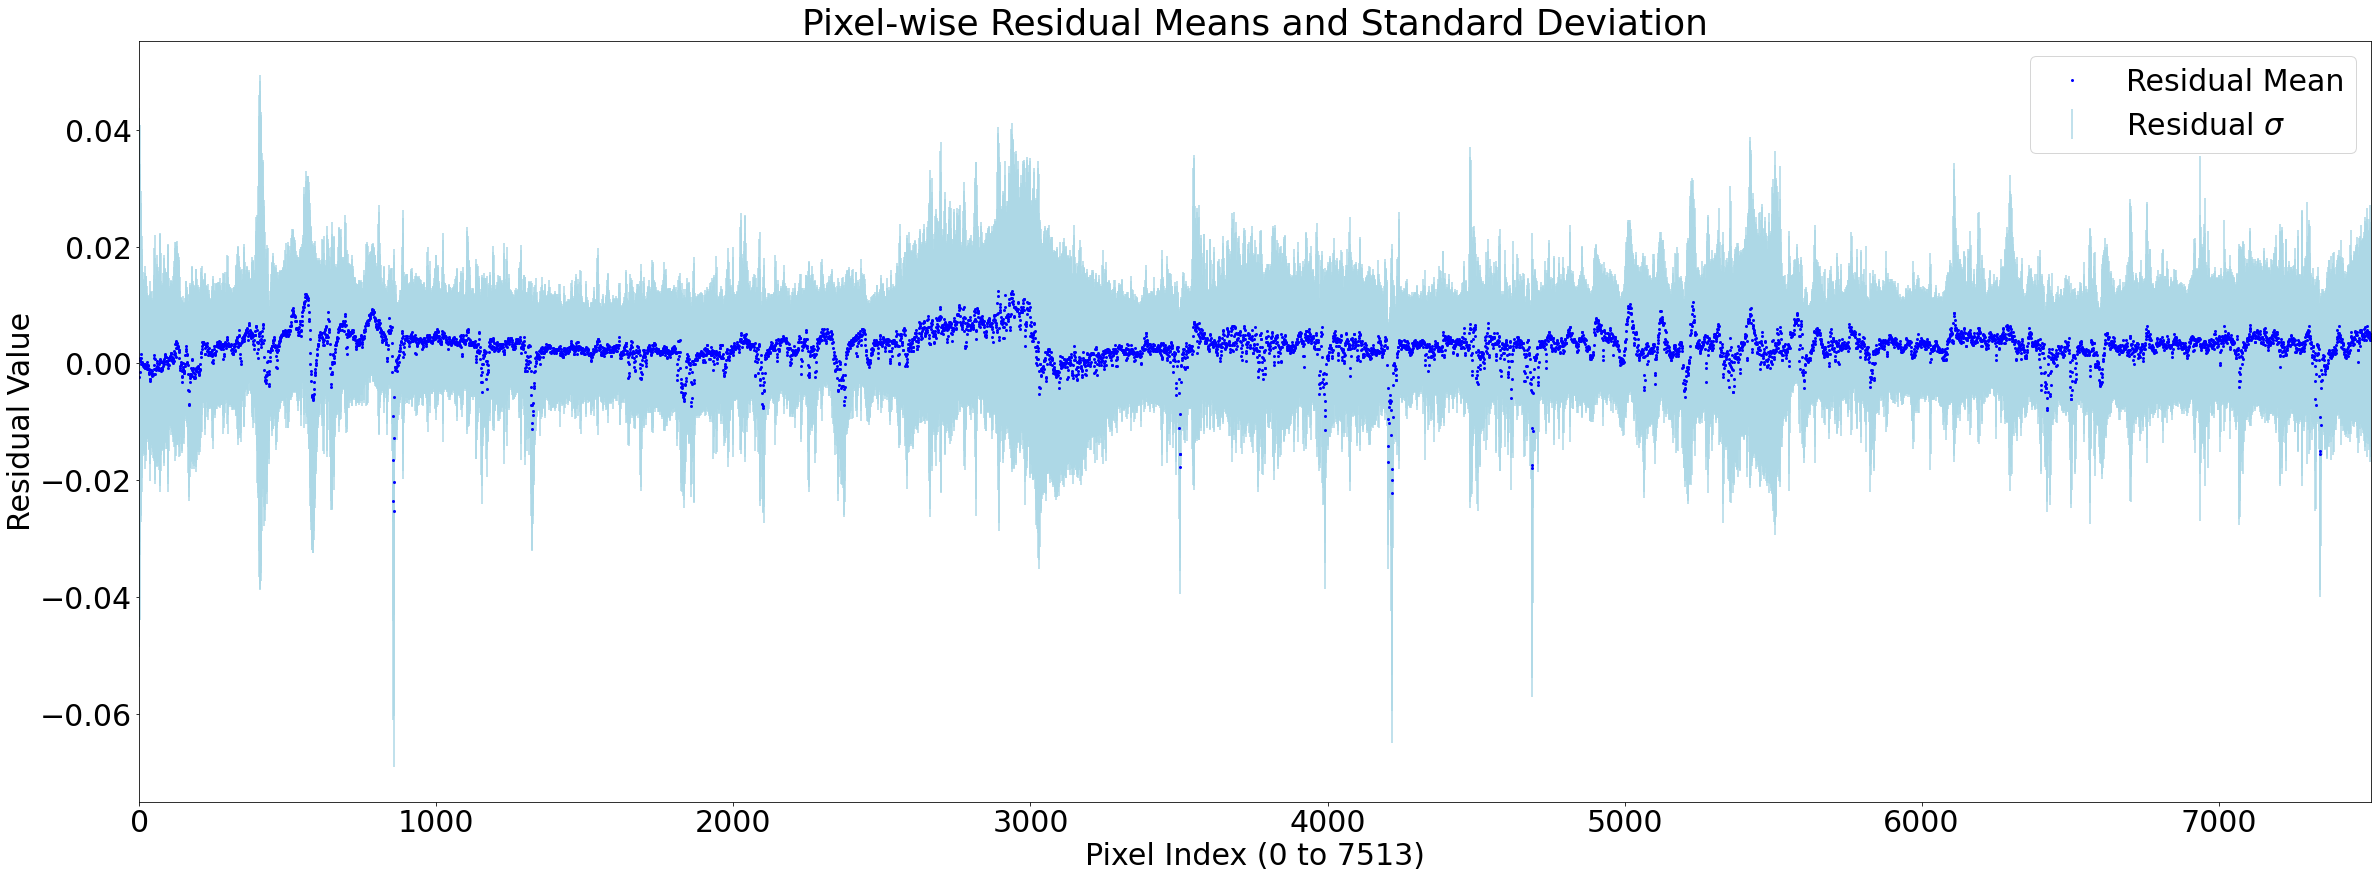 Pixel-wise Residual Means and Standard Deviation
Residual Mean
Residual σ
0.04
0.02
0.00
−0.02
−0.04
−0.06
Residual Value
0 1000 2000 3000 4000 5000 6000 7000
Pixel Index (0 to 7513)